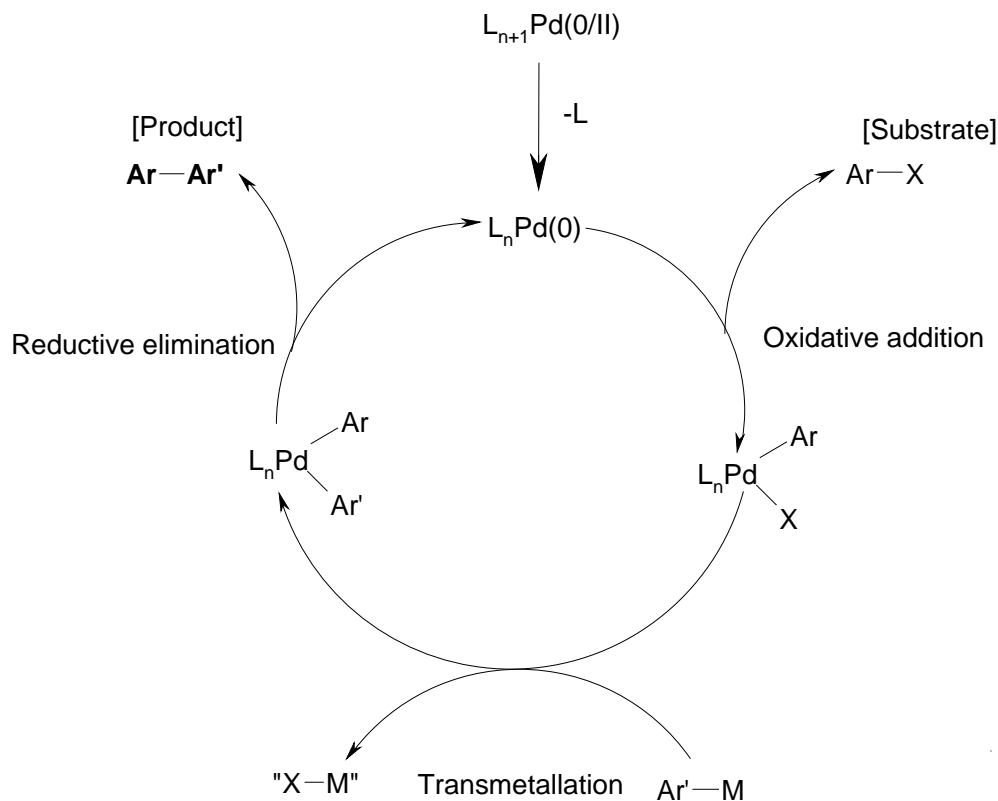 Lₙ₊₁Pd(0/II)
-L
[Product]
Ar—Ar'
[Substrate]
Ar—X
LₙPd(0)
Reductive elimination
Oxidative addition
LₙPd
Ar
Ar'
LₙPd
Ar
X
"X—M"
Transmetallation
Ar'—M